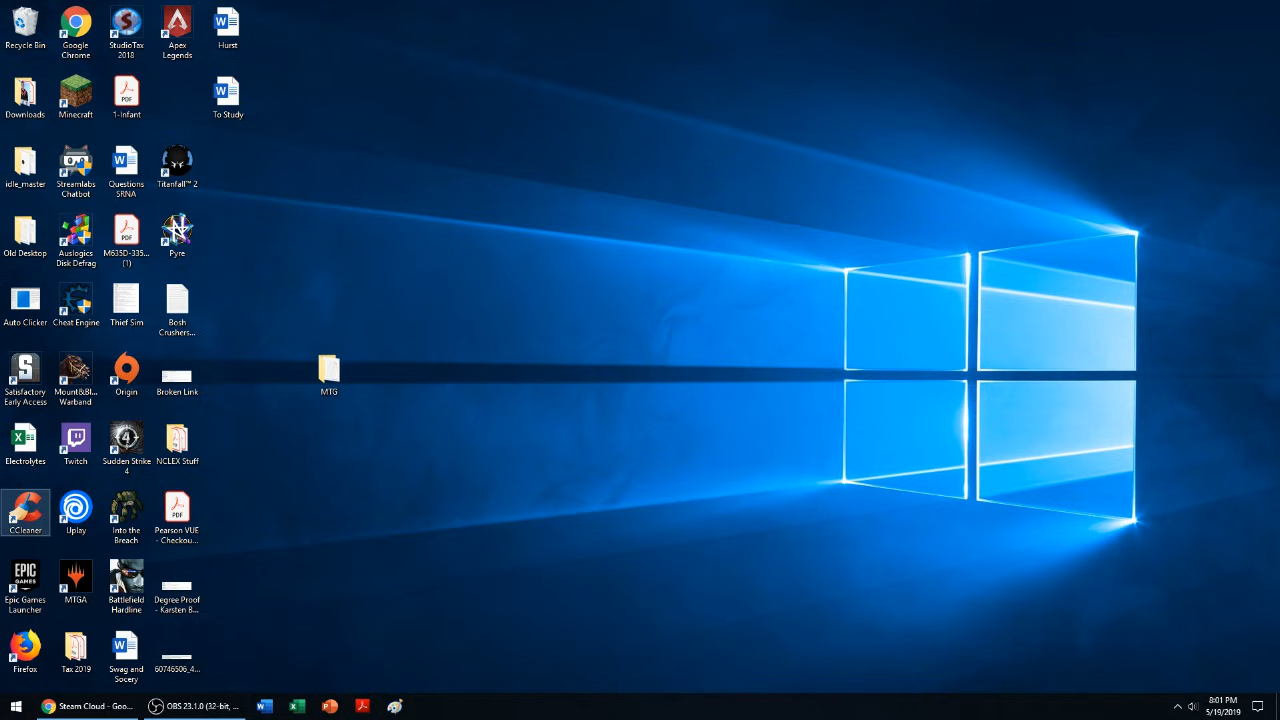 Recycle Bin
Google
Chrome
StudioTax
2018
Apex
Legends
Hurst
Downloads
Minecraft
PDF
1-Infant
To Study
idle_master
Streamlabs
Chatbot
Questions
SRNA
Titanfall™ 2
Old Desktop
Auslogics
Disk Defrag
PDF
M635D-335...
(1)
Pyre
Auto Clicker
Cheat Engine
Thief Sim
Bosh
Crushers...
Satisfactory
Early Access
Mount&Bl...
Warband
Origin
Broken Link
MTG
Electrolytes
Twitch
Sudden Strike
4
NCLEX Stuff
CCleaner
Uplay
Into the
Breach
PDF
Pearson VUE
- Checkou...
EPIC
GAMES
Epic Games
Launcher
MTGA
Battlefield
Hardline
Degree Proof
- Karsten B...
Firefox
Tax 2019
Swag and
Socery
60746506_4...
Steam Cloud - Goo...
OBS 23.1.0 (32-bit, ...
8:01 PM
5/19/2019